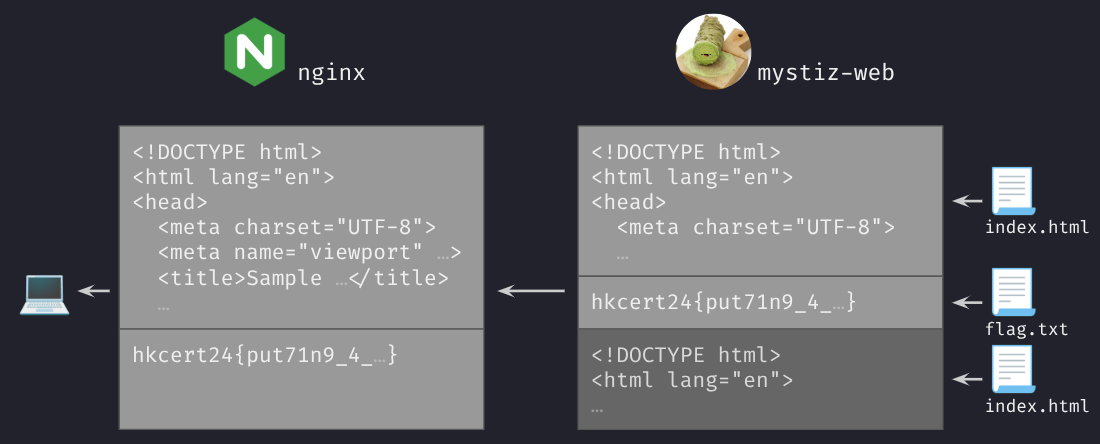 nginx
mystiz-web
<!DOCTYPE html>
<html lang="en">
<head>
  <meta charset="UTF-8">
  <meta name="viewport" …>
  <title>Sample …</title>
  …
hkcert24{put71n9_4_…}
<!DOCTYPE html>
<html lang="en">
<head>
  <meta charset="UTF-8">
  …
hkcert24{put71n9_4_…}
<!DOCTYPE html>
<html lang="en">
…
index.html
flag.txt
index.html